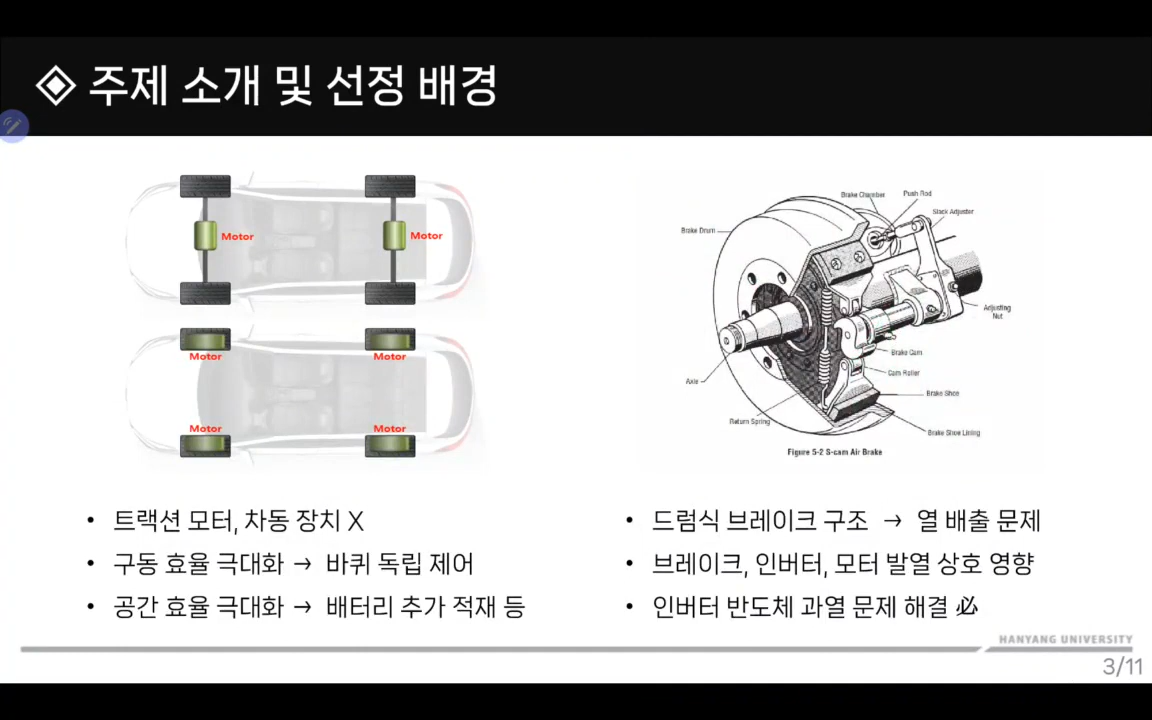 주제 소개 및 선정 배경
Motor
Motor
Motor
Motor
Motor
Motor
• 트랙션 모터, 차동 장치 X
• 구동 효율 극대화 → 바퀴 독립 제어
• 공간 효율 극대화 → 배터리 추가 적재 등
Brake Chamber
Push Rod
Slack Adjuster
Brake Drum
Adjusting
Nut
Brake Cam
Cam Roller
Axle
Brake Shoe
Return Spring
Brake Shoe Lining
Figure 5-2 S-cam Air Brake
• 드럼식 브레이크 구조 → 열 배출 문제
• 브레이크, 인버터, 모터 발열 상호 영향
• 인버터 반도체 과열 문제 해결 必
HANYANG UNIVERSITY
3/11